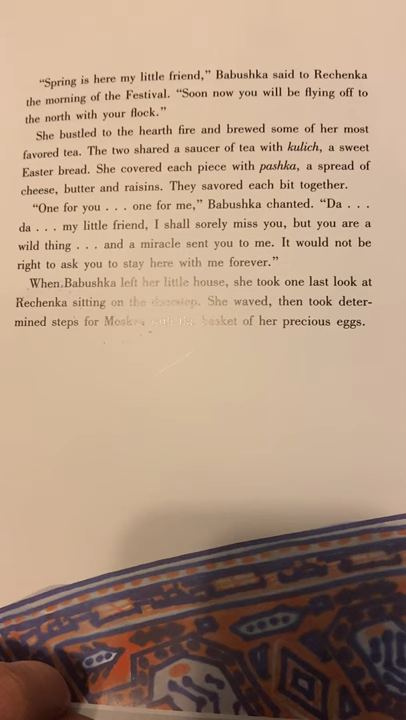 “Spring is here my little friend,” Babushka said to Rechenka
the morning of the Festival. “Soon now you will be flying off to
the north with your flock.”
She bustled to the hearth fire and brewed some of her most
favored tea. The two shared a saucer of tea with kulich, a sweet
Easter bread. She covered each piece with pashka, a spread of
cheese, butter and raisins. They savored each bit together.
“One for you . . . one for me,” Babushka chanted. “Da . . .
da . . . my little friend, I shall sorely miss you, but you are a
wild thing . . . and a miracle sent you to me. It would not be
right to ask you to stay here with me forever.”
When Babushka left her little house, she took one last look at
Rechenka sitting on the doorstep. She waved, then took deter-
mined steps for basket of her precious eggs.